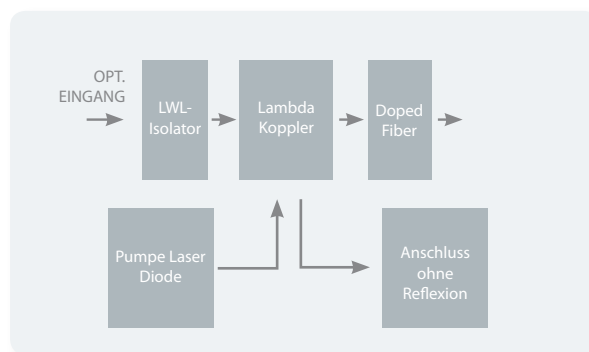 OPT.
EINGANG
LWL-
Isolator
Lambda
Koppler
Doped
Fiber
Pumpe Laser
Diode
Anschluss
ohne
Reflexion